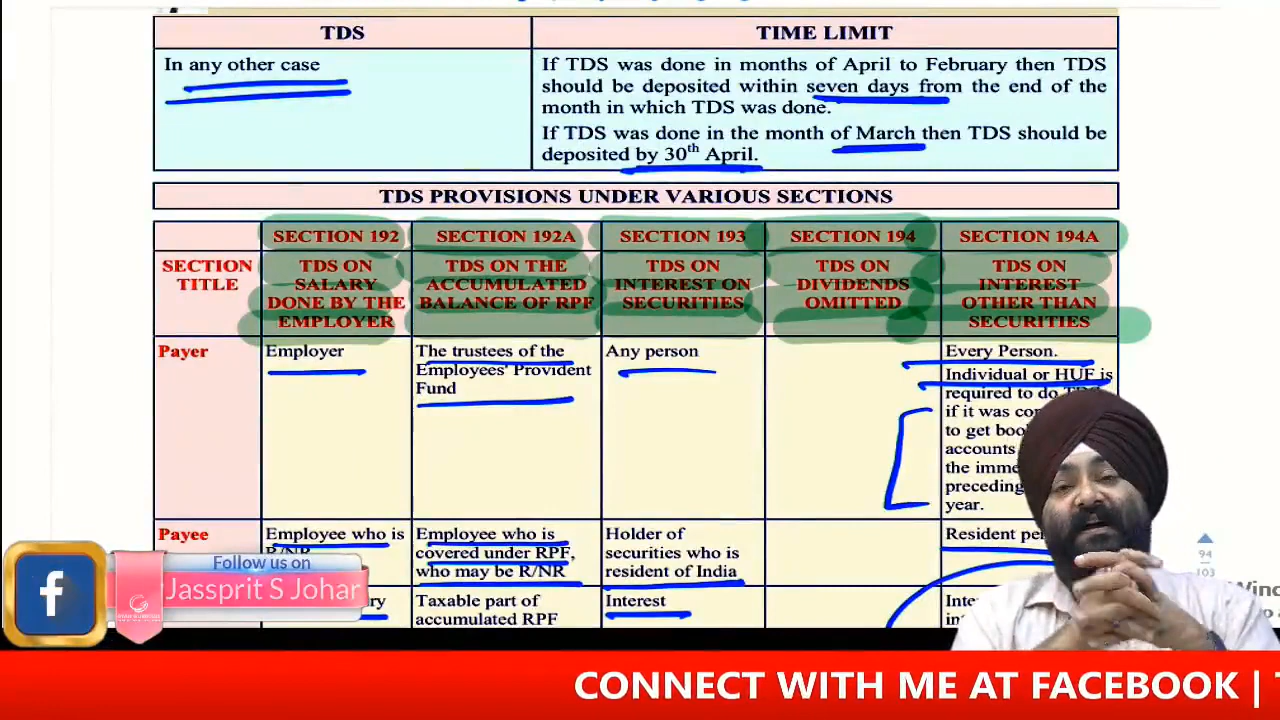 TDS
TIME LIMIT
In any other case
If TDS was done in months of April to February then TDS
should be deposited within seven days from the end of the
month in which TDS was done.
If TDS was done in the month of March then TDS should be
deposited by 30th April.
TDS PROVISIONS UNDER VARIOUS SECTIONS
SECTION 192
SECTION 192A
SECTION 193
SECTION 194
SECTION 194A
SECTION
TITLE
TDS ON
SALARY
DONE BY THE
EMPLOYER
TDS ON THE
ACCUMULATED
BALANCE OF RPF
TDS ON
INTEREST ON
SECURITIES
TDS ON
DIVIDENDS
OMITTED
TDS ON
INTEREST
OTHER THAN
SECURITIES
Payer
Employer
The trustees of the
Employees' Provident
Fund
Any person
Every Person.
Individual or HUF is
required to do
if it was
to get
accounts
the
preceding
year.
Payee
Employee who is
R/NR
Employee who is
covered under RPF,
who may be R/NR
Holder of
securities who is
resident of India
Resident
Taxable part of
accumulated RPF
Interest
94
103
Follow us on
Jassprit S Johar
CONNECT WITH ME AT FACEBOOK |